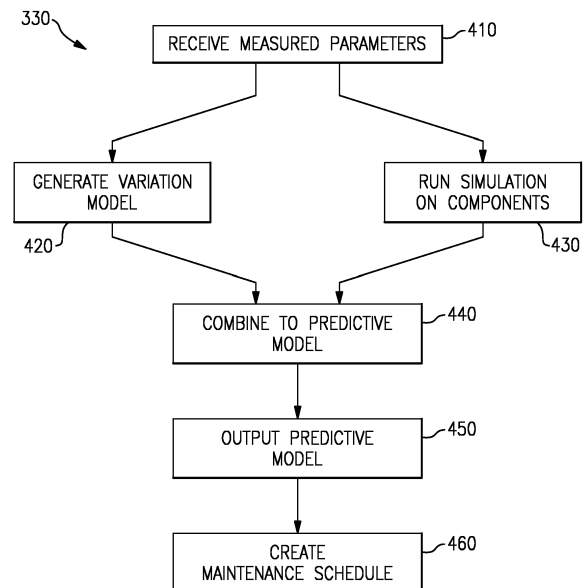 330
RECEIVE MEASURED PARAMETERS
410
GENERATE VARIATION
MODEL
420
RUN SIMULATION
ON COMPONENTS
430
COMBINE TO PREDICTIVE
MODEL
440
OUTPUT PREDICTIVE
MODEL
450
CREATE
MAINTENANCE SCHEDULE
460